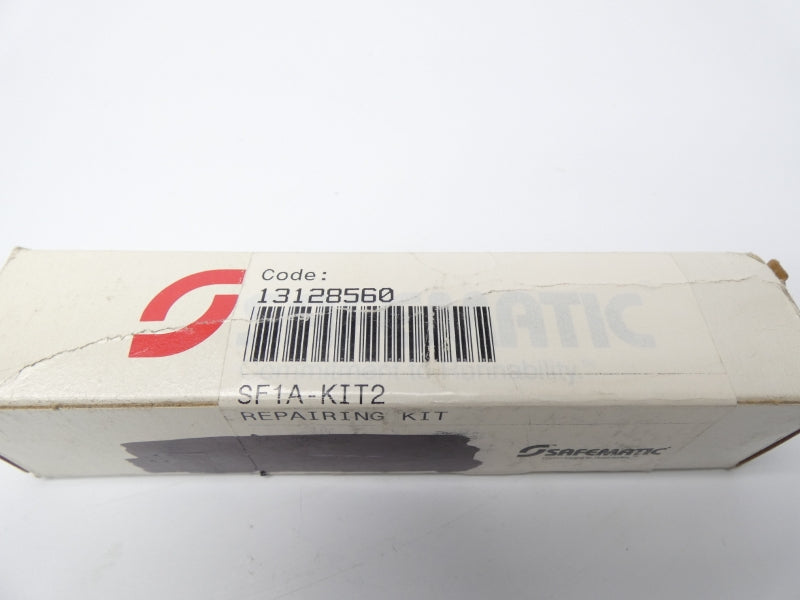 Code:
13128560
SAFEMATIC
SF1A-KIT2
REPAIRING KIT
SAFEMATIC